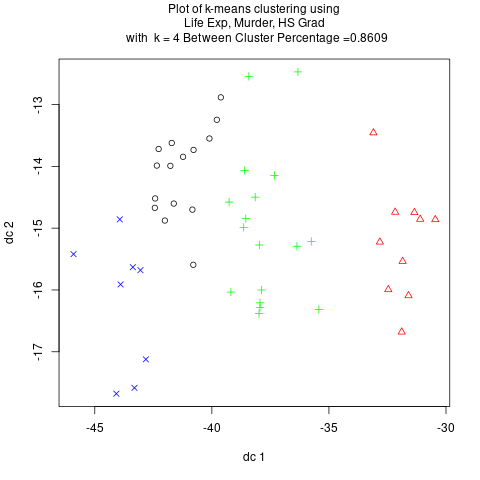 Plot of k-means clustering using
Life Exp, Murder, HS Grad
with k = 4 Between Cluster Percentage =0.8609
-13
-14
-15
-16
-17
dc 2
-45
-40
-35
-30
dc 1